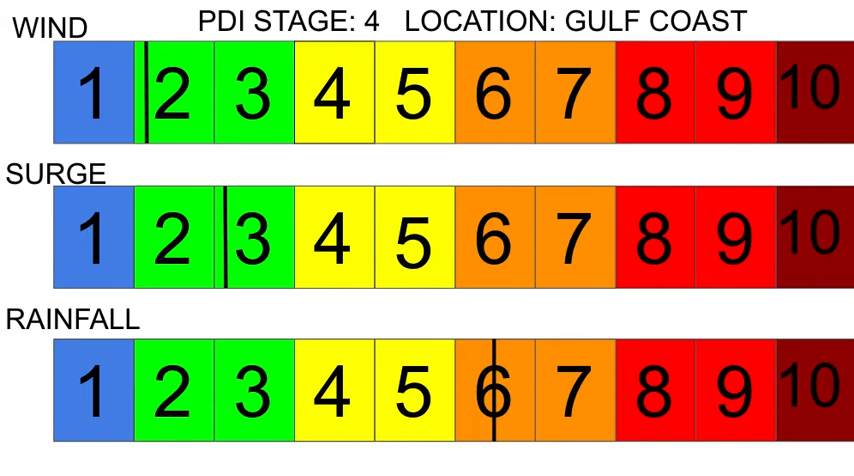 PDI STAGE: 4 LOCATION: GULF COAST
WIND
1 2 3 4 5 6 7 8 9 10
SURGE
1 2 3 4 5 6 7 8 9 10
RAINFALL
1 2 3 4 5 6 7 8 9 10